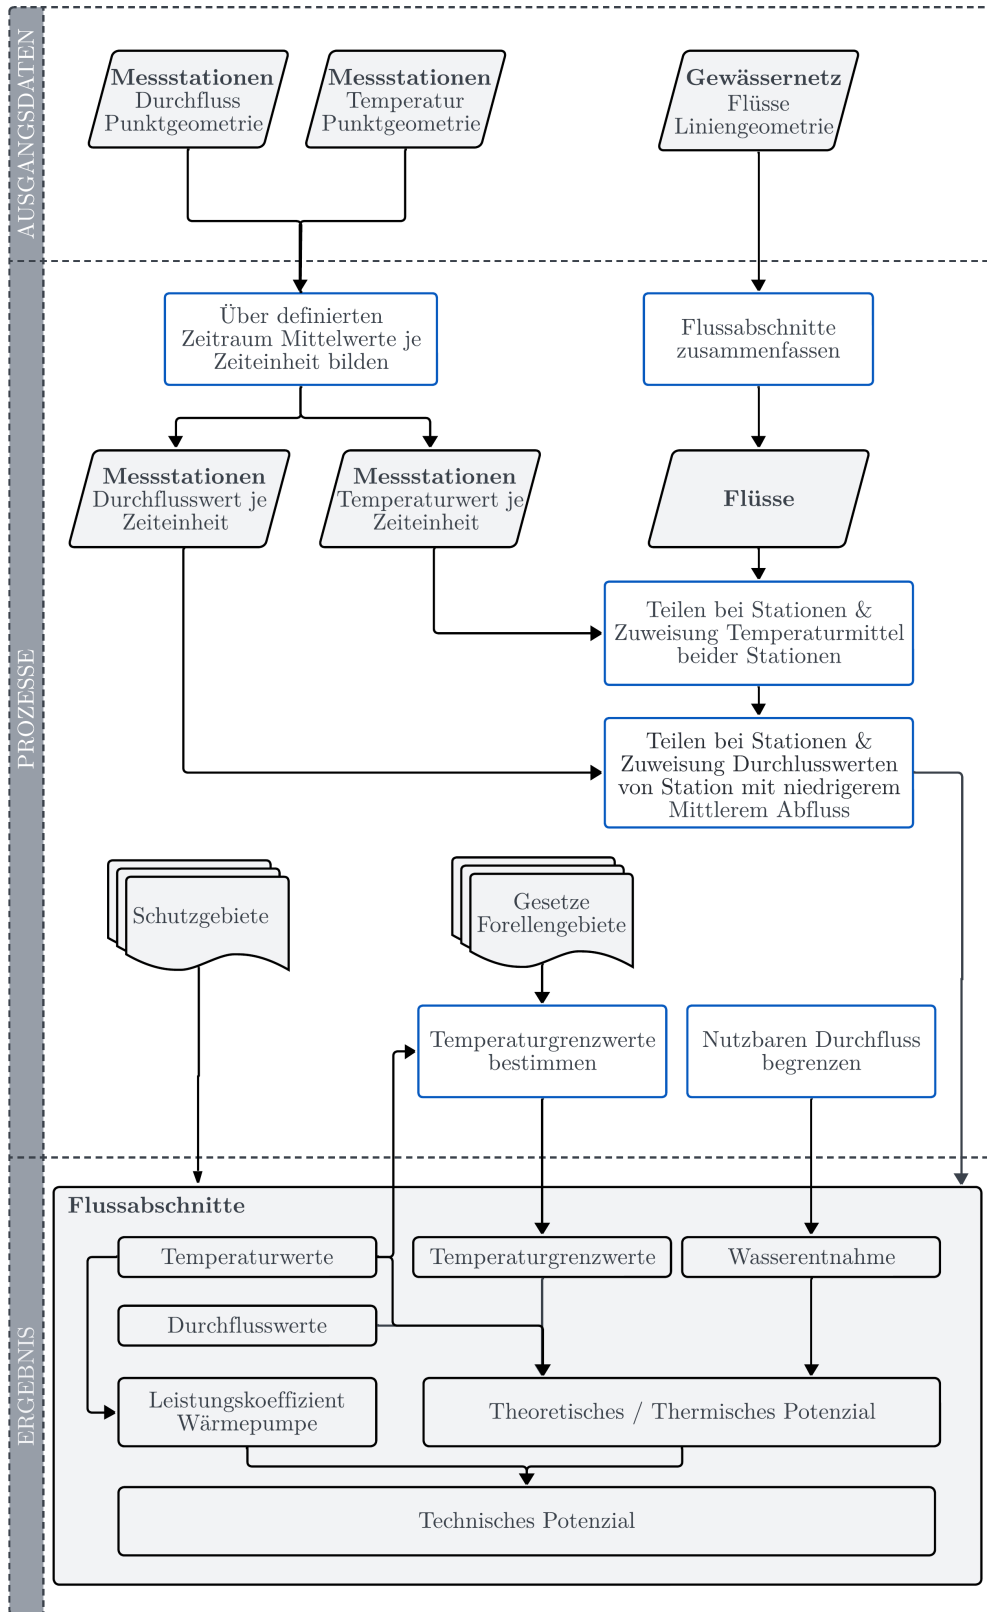 AUSGANGSDATEN
Messstationen
Durchfluss
Punktgeometrie
Messstationen
Temperatur
Punktgeometrie
Gewässernetz
Flüsse
Liniengeometrie
PROZESSE
Über definierten
Zeitraum Mittelwerte je
Zeiteinheit bilden
Flussabschnitte
zusammenfassen
Messstationen
Durchflusswert je
Zeiteinheit
Messstationen
Temperaturwert je
Zeiteinheit
Flüsse
Teilen bei Stationen &
Zuweisung Temperaturmittel
beider Stationen
Teilen bei Stationen &
Zuweisung Durchlusswerten
von Station mit niedrigerem
Mittlerem Abfluss
Schutzgebiete
Gesetze
Forellengebiete
Temperaturgrenzwerte
bestimmen
Nutzbaren Durchfluss
begrenzen
ERGEBNIS
Flussabschnitte
Temperaturwerte
Temperaturgrenzwerte
Wasserentnahme
Durchflusswerte
Leistungskoeffizient
Wärmepumpe
Theoretisches / Thermisches Potenzial
Technisches Potenzial